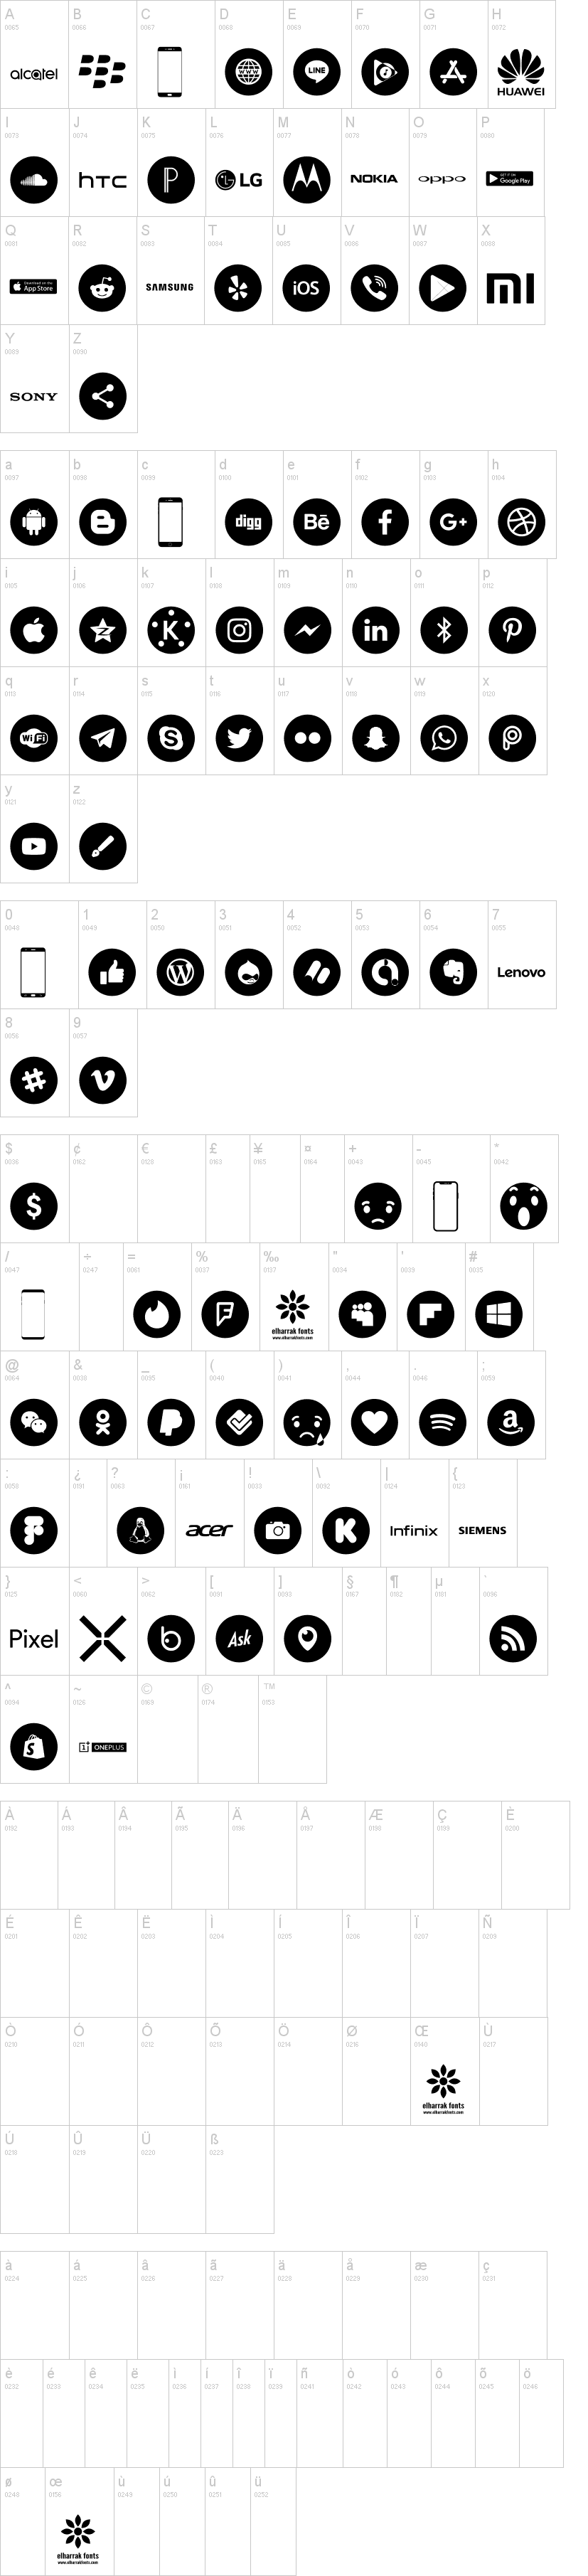 A B C D E F G H
0065 0066 0067 0068 0069 0070 0071 0072
alcatel WWW LINE HUAWEI
I J K L M N O P
0073 0074 0075 0076 0077 0078 0079 0080
hTC P LG NOKIA oppo GET IT ON Google Play
Q R S T U V W X
0081 0082 0083 0084 0085 0086 0087 0088
Download on the App Store SAMSUNG iOS MI
Y Z
0089 0090
SONY
a b c d e f g h
0097 0098 0099 0100 0101 0102 0103 0104
digg Bē f G+
i j k l m n o p
0105 0106 0107 0108 0109 0110 0111 0112
K in
q r s t u v w x
0113 0114 0115 0116 0117 0118 0119 0120
WiFi S
y z
0121 0122
0 1 2 3 4 5 6 7
0048 0049 0050 0051 0052 0053 0054 0055
W Lenovo
8 9
0056 0057
# v
$ ¢ € £ ¥ ¤ + - *
0036 0162 0128 0163 0165 0164 0043 0045 0042
$
/ ÷ = % ‰ " ' #
0047 0247 0061 0037 0137 0034 0039 0035
elharrak fonts
www.elharrakfonts.com
@ & _ ( ) , . ;
0064 0038 0095 0040 0041 0044 0046 0059
a
: ¿ ? ¡ ! \ | {
0058 0191 0063 0161 0033 0092 0124 0123
acer K Infinix SIEMENS
} < > [ ] § ¶ µ `
0125 0060 0062 0091 0093 0167 0182 0181 0096
Pixel b Ask
^ ~ © ® ™
0094 0126 0169 0174 0153
S 1+ ONEPLUS
À Á Â Ã Ä Å Æ Ç È
0192 0193 0194 0195 0196 0197 0198 0199 0200
É Ê Ë Ì Í Î Ï Ñ
0201 0202 0203 0204 0205 0206 0207 0209
Ò Ó Ô Õ Ö Ø Œ Ù
0210 0211 0212 0213 0214 0216 0140 0217
elharrak fonts
www.elharrakfonts.com
Ú Û Ü ß
0218 0219 0220 0223
à á â ã ä å æ ç
0224 0225 0226 0227 0228 0229 0230 0231
è é ê ë ì í î ï ñ ò ó ô õ ö
0232 0233 0234 0235 0236 0237 0238 0239 0241 0242 0243 0244 0245 0246
ø œ ù ú û ü
0248 0156 0249 0250 0251 0252
elharrak fonts
www.elharrakfonts.com